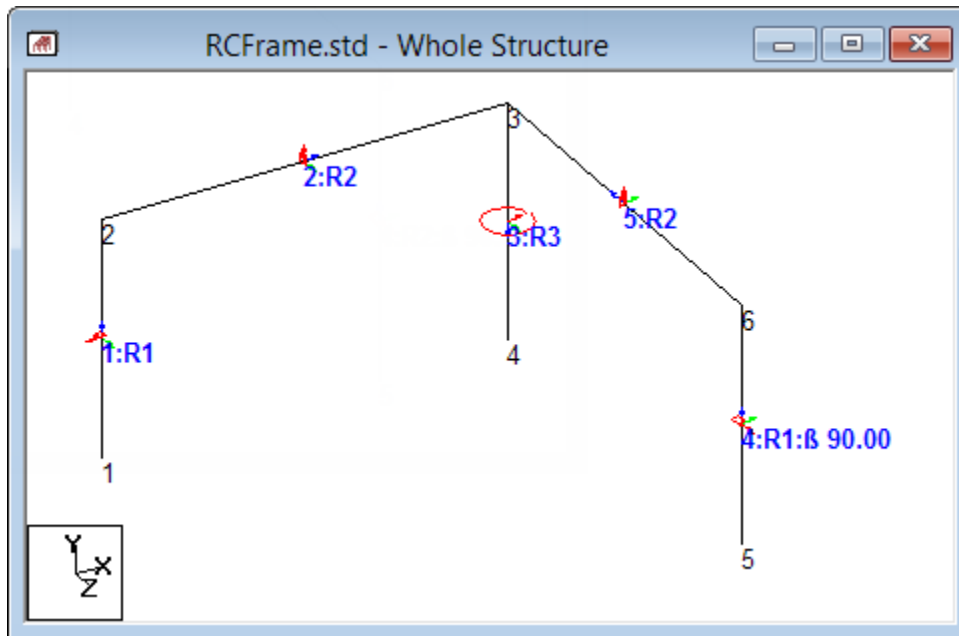 RCFrame.std - Whole Structure
3
2:R2
5:R2
2
3:R3
6
1:R1
4
4:R1:ß 90.00
1
5
Y
X
Z